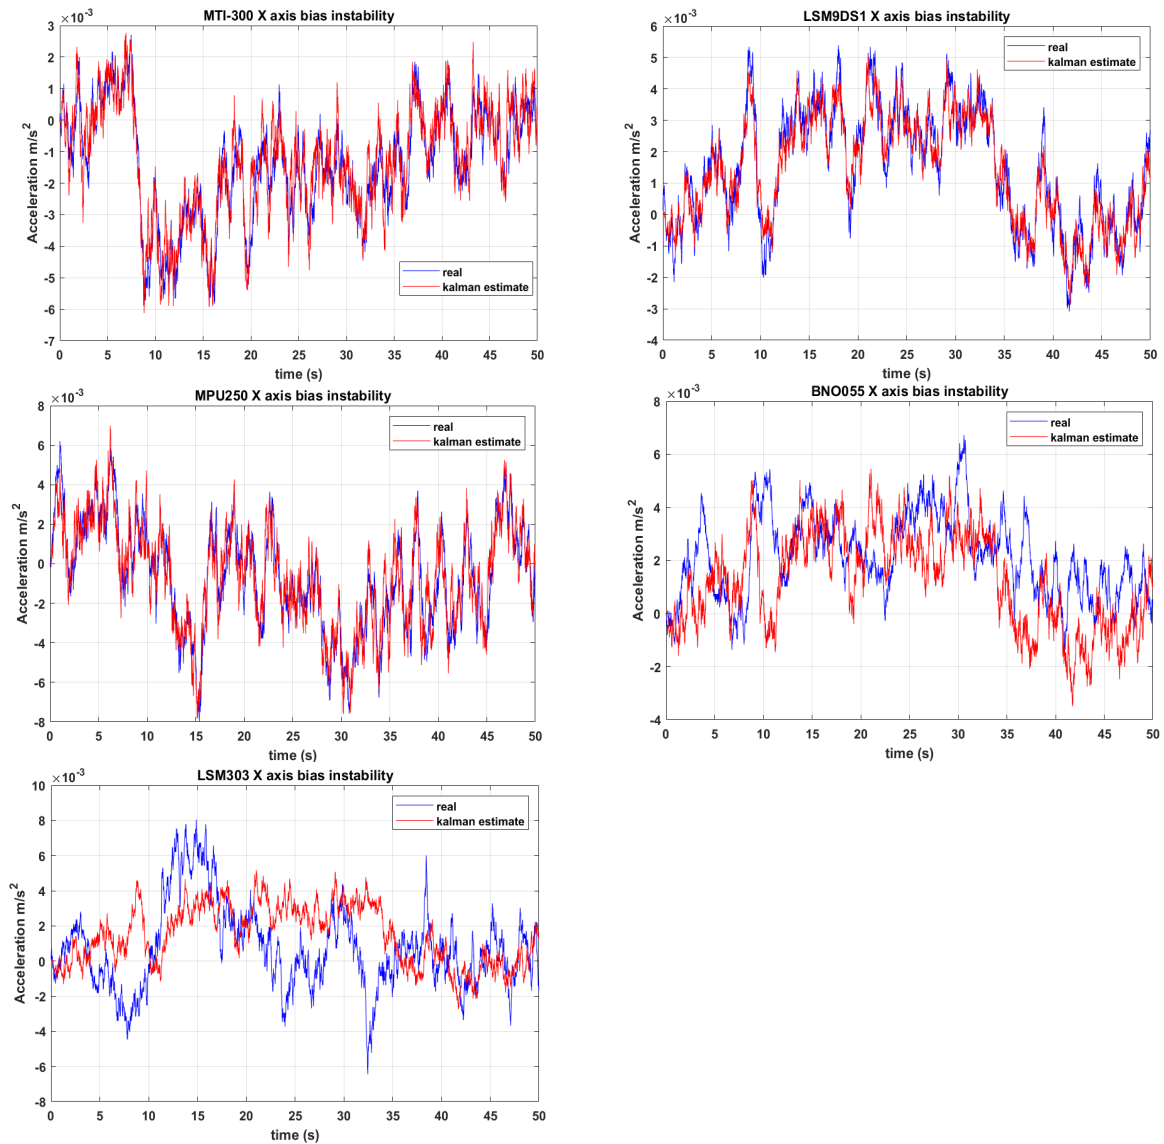 MTI-300 X axis bias instability
×10⁻³
3
2
1
0
-1
-2
-3
-4
-5
-6
-7
Acceleration m/s²
real
kalman estimate
0 5 10 15 20 25 30 35 40 45 50
time (s)
LSM9DS1 X axis bias instability
×10⁻³
6
5
4
3
2
1
0
-1
-2
-3
-4
Acceleration m/s²
real
kalman estimate
0 5 10 15 20 25 30 35 40 45 50
time (s)
MPU250 X axis bias instability
×10⁻³
8
6
4
2
0
-2
-4
-6
-8
Acceleration m/s²
real
kalman estimate
0 5 10 15 20 25 30 35 40 45 50
time (s)
BNO055 X axis bias instability
×10⁻³
8
6
4
2
0
-2
-4
Acceleration m/s²
real
kalman estimate
0 5 10 15 20 25 30 35 40 45 50
time (s)
LSM303 X axis bias instability
×10⁻³
10
8
6
4
2
0
-2
-4
-6
-8
Acceleration m/s²
real
kalman estimate
0 5 10 15 20 25 30 35 40 45 50
time (s)